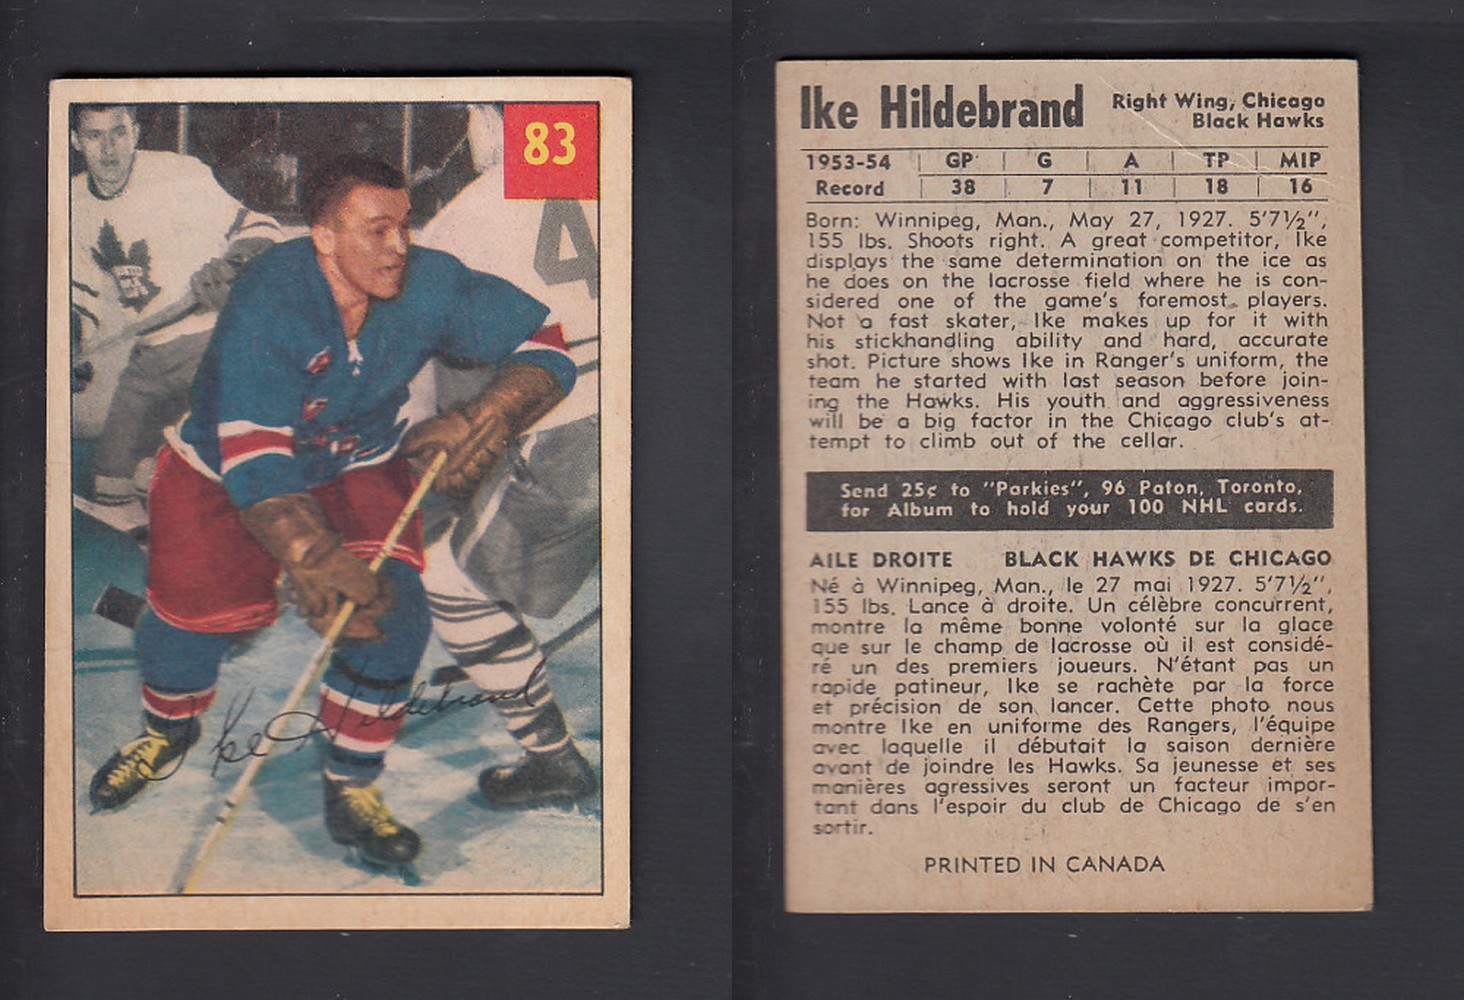 83
4
Ike Hildebrand
Ike Hildebrand
Right Wing, Chicago
Black Hawks
1953-54 GP G A TP MIP
Record 38 7 11 18 16
Born: Winnipeg, Man., May 27, 1927. 5'7½",
155 lbs. Shoots right. A great competitor, Ike
displays the same determination on the ice as
he does on the lacrosse field where he is con-
sidered one of the game's foremost players.
Not a fast skater, Ike makes up for it with
his stickhandling ability and hard, accurate
shot. Picture shows Ike in Ranger's uniform, the
team he started with last season before join-
ing the Hawks. His youth and aggressiveness
will be a big factor in the Chicago club's at-
tempt to climb out of the cellar.
Send 25¢ to "Parkies", 96 Paton, Toronto,
for Album to hold your 100 NHL cards.
AILE DROITE BLACK HAWKS DE CHICAGO
Né à Winnipeg, Man., le 27 mai 1927. 5'7½",
155 lbs. Lance à droite. Un célèbre concurrent,
montre la même bonne volonté sur la glace
que sur le champ de lacrosse où il est considé-
ré un des premiers joueurs. N'étant pas un
rapide patineur, Ike se rachète par la force
et précision de son lancer. Cette photo nous
montre Ike en uniforme des Rangers, l'équipe
avec laquelle il débutait la saison dernière
avant de joindre les Hawks. Sa jeunesse et ses
manières agressives seront un facteur impor-
tant dans l'espoir du club de Chicago de s'en
sortir.
PRINTED IN CANADA